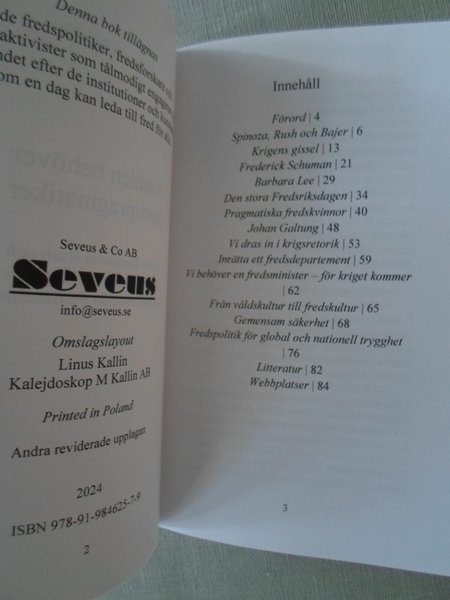 Denna bok tillägnas
de fredspolitiker, fredsforskare och
aktivister som tålmodigt
det efter de institutioner och
om en dag kan leda till fred för
Seveus & Co AB
Seveus
info@seveus.se
Omslagslayout
Linus Kallin
Kalejdoskop M Kallin AB
Printed in Poland
Andra reviderade upplagan
2024
ISBN 978-91-984625-7-9
2
Innehåll
Förord | 4
Spinoza, Rush och Bajer | 6
Krigens gissel | 13
Frederick Schuman | 21
Barbara Lee | 29
Den stora Fredsriksdagen | 34
Pragmatiska fredskvinnor | 40
Johan Galtung | 48
Vi dras in i krigsretorik | 53
Inrätta ett fredsdepartement | 59
Vi behöver en fredsminister – för kriget kommer
| 62
Från våldskultur till fredskultur | 65
Gemensam säkerhet | 68
Fredspolitik för global och nationell trygghet
| 76
Litteratur | 82
Webbplatser | 84
3